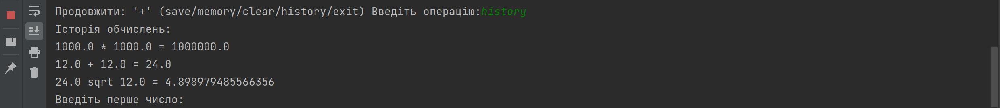 Продовжити: '+' (save/memory/clear/history/exit) Введіть операцію:history
Історія обчислень:
1000.0 * 1000.0 = 1000000.0
12.0 + 12.0 = 24.0
24.0 sqrt 12.0 = 4.898979485566356
Введіть перше число: